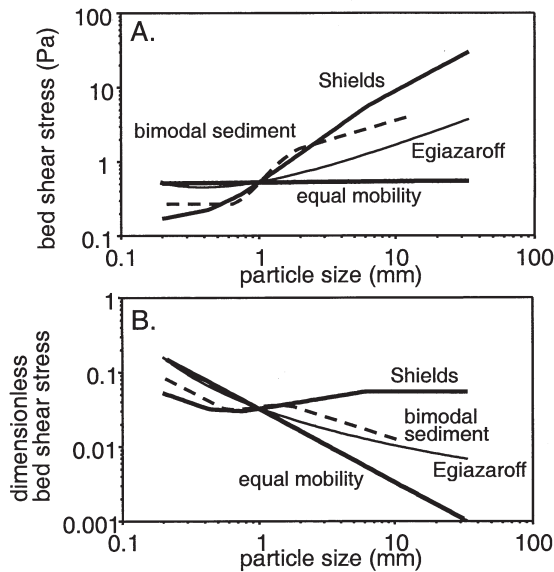 A.
100
10
1
0.1
bed shear stress (Pa)
Shields
bimodal sediment
Egiazaroff
equal mobility
0.1
1
10
100
particle size (mm)
B.
1
0.1
0.01
0.001
dimensionless
bed shear stress
Shields
bimodal
sediment
Egiazaroff
equal mobility
0.1
1
10
100
particle size (mm)